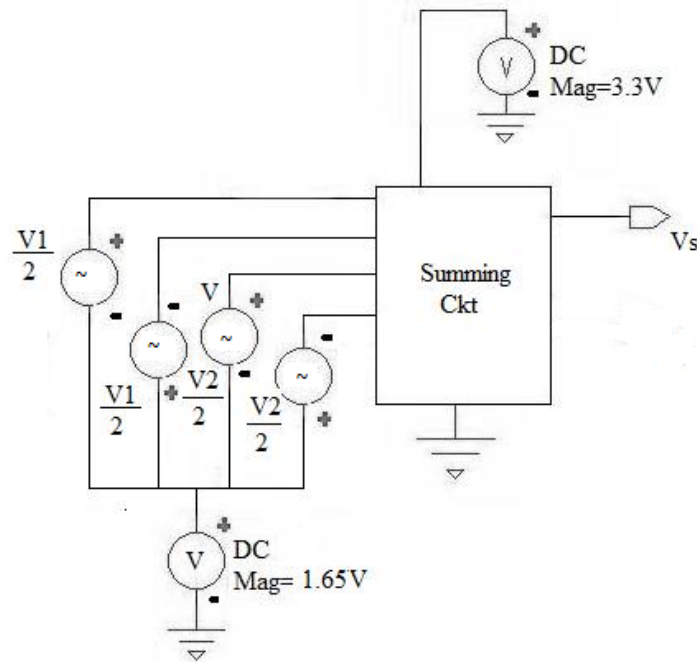 V
DC
Mag=3.3V
V1
2
~
~
V
~
~
Summing
Ckt
Vs
V1
2
V2
2
V2
2
V
DC
Mag= 1.65V